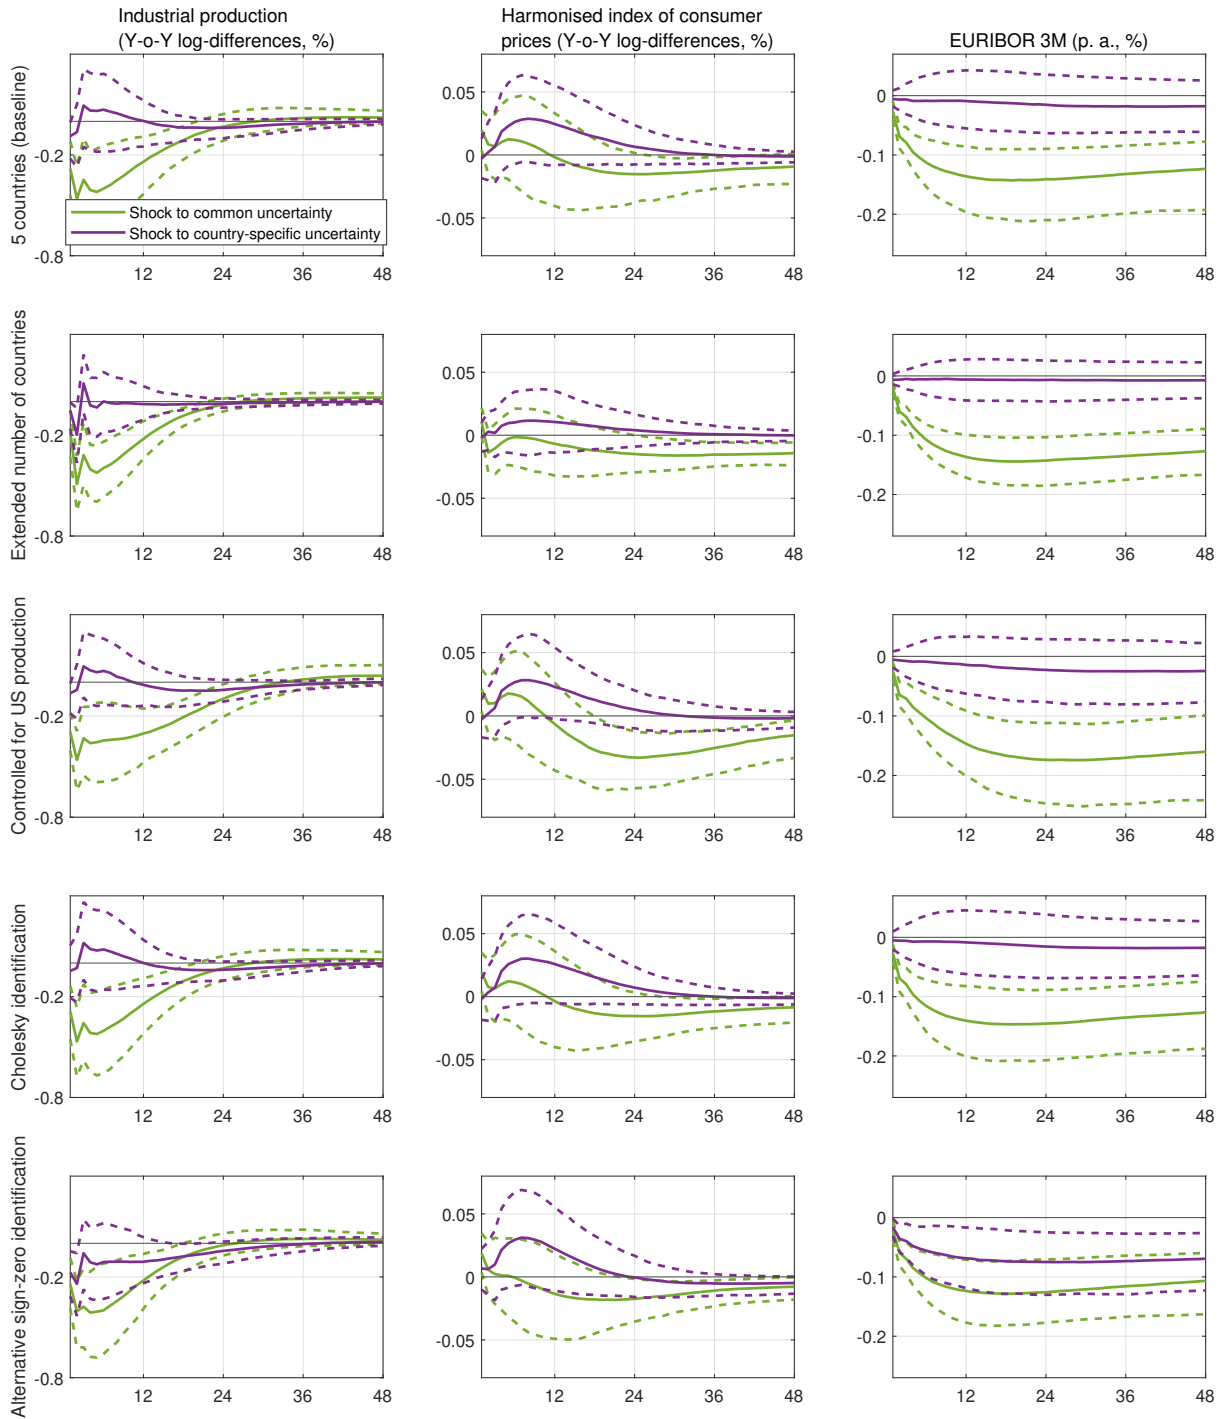 Industrial production
(Y-o-Y log-differences, %)
Harmonised index of consumer
prices (Y-o-Y log-differences, %)
EURIBOR 3M (p. a., %)
5 countries (baseline)
-0.2
-0.8
12 24 36 48
Shock to common uncertainty
Shock to country-specific uncertainty
0.05
0
-0.05
12 24 36 48
0
-0.1
-0.2
12 24 36 48
Extended number of countries
-0.2
-0.8
12 24 36 48
0.05
0
-0.05
12 24 36 48
0
-0.1
-0.2
12 24 36 48
Controlled for US production
-0.2
-0.8
12 24 36 48
0.05
0
-0.05
12 24 36 48
0
-0.1
-0.2
12 24 36 48
Cholesky identification
-0.2
-0.8
12 24 36 48
0.05
0
-0.05
12 24 36 48
0
-0.1
-0.2
12 24 36 48
Alternative sign-zero identification
-0.2
-0.8
12 24 36 48
0.05
0
-0.05
12 24 36 48
0
-0.1
-0.2
12 24 36 48